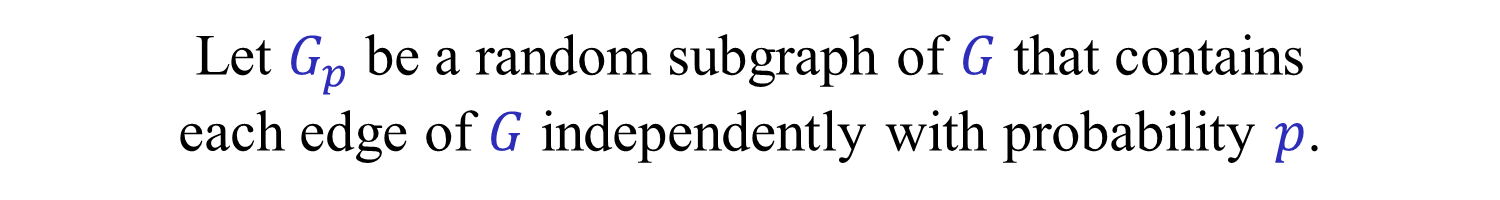 Let G_p be a random subgraph of G that contains
each edge of G independently with probability p.